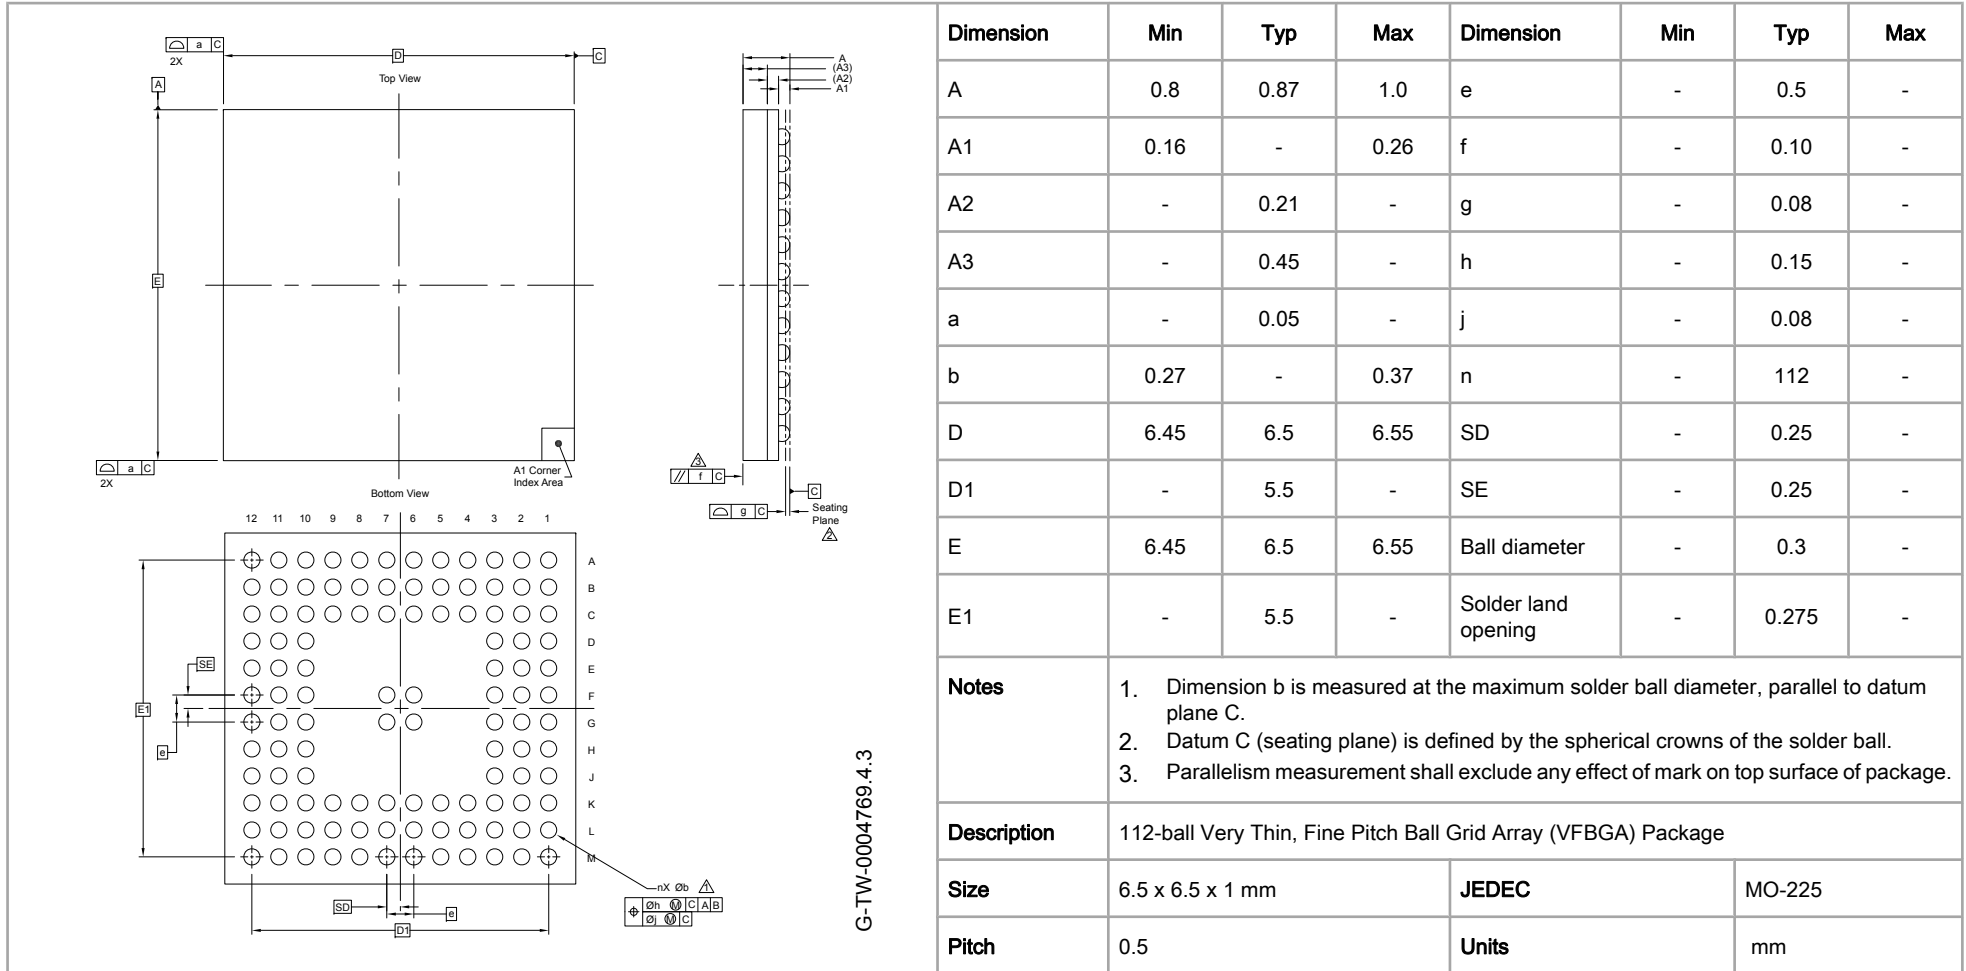 a C
2X
D
C
Top View
A
E
A1 Corner
Index Area
a C
2X
A
(A3)
(A2)
A1
3
// f C
g C
C
Seating
Plane
2
Bottom View
12 11 10 9 8 7 6 5 4 3 2 1
A
B
C
D
E
F
G
H
J
K
L
M
SE
E1
e
SD
e
D1
nX Øb 1
Øh M C A B
Øj M C
G-TW-0004769.4.3
Dimension Min Typ Max Dimension Min Typ Max
A 0.8 0.87 1.0 e - 0.5 -
A1 0.16 - 0.26 f - 0.10 -
A2 - 0.21 - g - 0.08 -
A3 - 0.45 - h - 0.15 -
a - 0.05 - j - 0.08 -
b 0.27 - 0.37 n - 112 -
D 6.45 6.5 6.55 SD - 0.25 -
D1 - 5.5 - SE - 0.25 -
E 6.45 6.5 6.55 Ball diameter - 0.3 -
E1 - 5.5 - Solder land
opening - 0.275 -
Notes
1. Dimension b is measured at the maximum solder ball diameter, parallel to datum
plane C.
2. Datum C (seating plane) is defined by the spherical crowns of the solder ball.
3. Parallelism measurement shall exclude any effect of mark on top surface of package.
Description 112-ball Very Thin, Fine Pitch Ball Grid Array (VFBGA) Package
Size 6.5 x 6.5 x 1 mm JEDEC MO-225
Pitch 0.5 Units mm